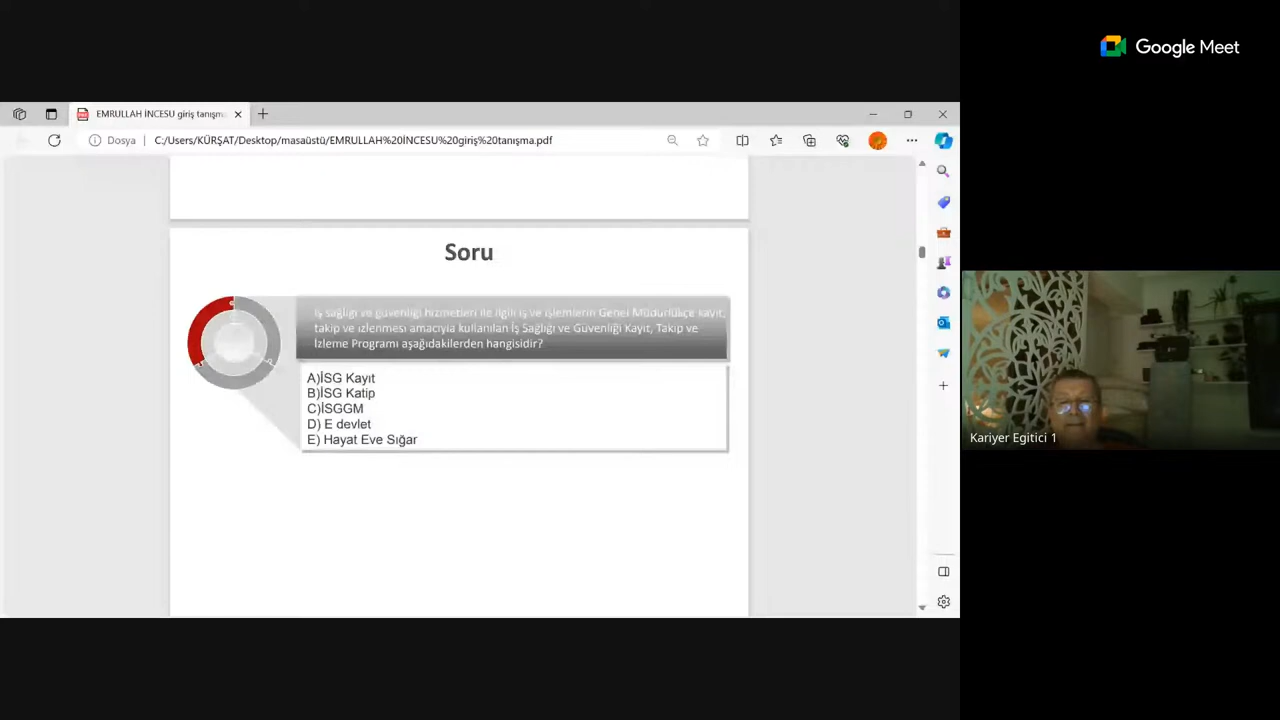 Google Meet
EMRULLAH İNCESU giriş tanışma
Dosya
C:/Users/KÜRŞAT/Desktop/masaüstü/EMRULLAH%20İNCESU%20giriş%20tanışma.pdf
Soru
İş sağlığı ve güvenliği hizmetleri ile ilgili iş ve işlemlerin Genel Müdürlükçe kayıt,
takip ve izlenmesi amacıyla kullanılan İş Sağlığı ve Güvenliği Kayıt, Takip ve
İzleme Programı aşağıdakilerden hangisidir?
A)İSG Kayıt
B)İSG Katip
C)İSGGM
D) E devlet
E) Hayat Eve Sığar
Kariyer Egitici 1